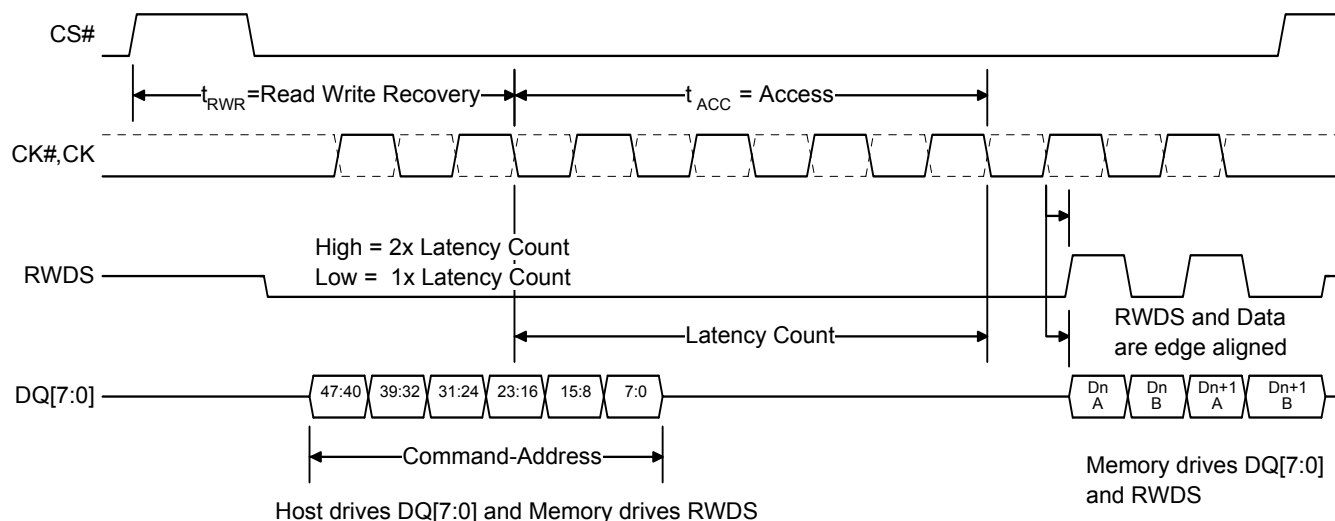 CS#
tRWR=Read Write Recovery
tACC = Access
CK#,CK
High = 2x Latency Count
Low = 1x Latency Count
RWDS
Latency Count
RWDS and Data
are edge aligned
DQ[7:0]
47:40 39:32 31:24 23:16 15:8 7:0
Dn
A
Dn
B
Dn+1
A
Dn+1
B
Command-Address
Host drives DQ[7:0] and Memory drives RWDS
Memory drives DQ[7:0]
and RWDS